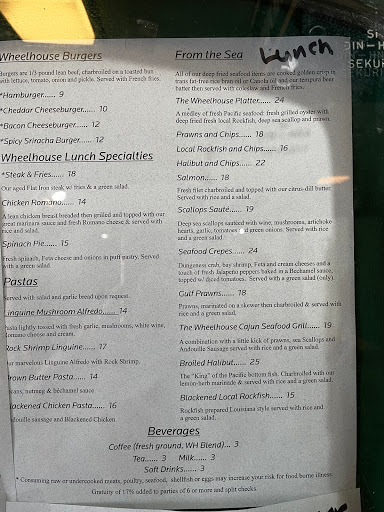 SI
DIN-H
SEKUR
Lunch
Wheelhouse Burgers
Burgers are 1/3 pound lean beef, charbroiled on a toasted bun
with lettuce, tomato, onion and pickle. Served with French fries.
*Hamburger...... 9
*Cheddar Cheeseburger...... 10
*Bacon Cheeseburger...... 12
*Spicy Sriracha Burger...... 12
Wheelhouse Lunch Specialties
*Steak & Fries...... 18
Our aged Flat Iron steak w/ fries & a green salad.
Chicken Romano...... 14
A lean chicken breast breaded then grilled and topped with our
great marinara sauce and fresh Romano cheese & served with
rice and salad.
Spinach Pie...... 15
Fresh spinach, Feta cheese and onions in puff pastry. Served
with a green salad.
Pastas
Served with salad and garlic bread upon request.
Linguine Mushroom Alfredo...... 14
Pasta lightly tossed with fresh garlic, mushrooms, white wine,
Romano cheese and cream.
Rock Shrimp Linguine...... 17
Our marvelous Linguine Alfredo with Rock Shrimp.
Brown Butter Pasta...... 14
nutmeg & béchamel sauce
Blackened Chicken Pasta...... 16
Andouille sausage and Blackened Chicken
From the Sea
All of our deep fried seafood items are cooked golden crisp in
trans fat-free rice bran oil or Canola oil and our tempura beer
batter then served with coleslaw and French fries.
The Wheelhouse Platter...... 24
A medley of fresh Pacific seafood: fresh grilled oyster with
deep fried fresh local Rockfish, deep sea scallop and prawn.
Prawns and Chips...... 18
Local Rockfish and Chips...... 16
Halibut and Chips...... 22
Salmon...... 18
Fresh filet charbroiled and topped with our citrus-dill butter.
Served with rice and a salad.
Scallops Sauté...... 19
Deep sea scallops sautéed with wine, mushrooms, artichoke
hearts, garlic, tomatoes and green onions. Served with rice
and a green salad.
Seafood Crepes...... 24
Dungeness crab, bay shrimp, Feta and cream cheeses and a
touch of fresh Jalapeño peppers baked in a Bechamel sauce,
topped w/ diced tomatoes. Served with a green salad (only).
Gulf Prawns...... 18
Prawns, marinated on a skewer then charbroiled & served with
rice and a green salad.
The Wheelhouse Cajun Seafood Grill...... 19
A combination with a little kick of prawns, sea Scallops and
Andouille Sausage served with rice and a green salad.
Broiled Halibut...... 25
The "King" of the Pacific bottom fish. Charbroiled with our
lemon-herb marinade & served with rice and a green salad.
Blackened Local Rockfish...... 15
Rockfish prepared Louisiana style served with rice and
a green salad.
Beverages
Coffee (fresh ground, WH Blend)... 3
Tea...... 3 Milk...... 3
Soft Drinks...... 3
* Consuming raw or undercooked meats, poultry, seafood, shellfish or eggs may increase your risk for food borne illness.
Gratuity of 17% added to parties of 6 or more and split checks.